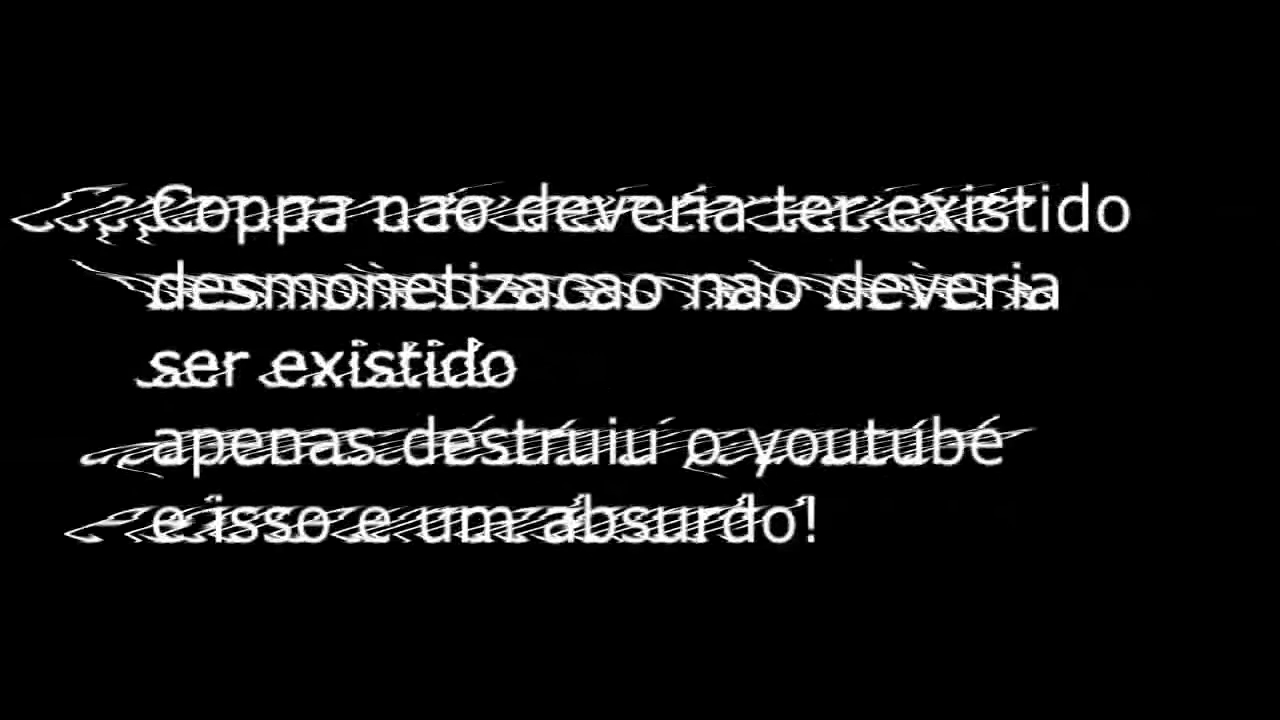 Coppa nao deveria ter existido
desmonetizacao nao deveria
ser existido
apenas destruiu o youtube
e isso e um absurdo!